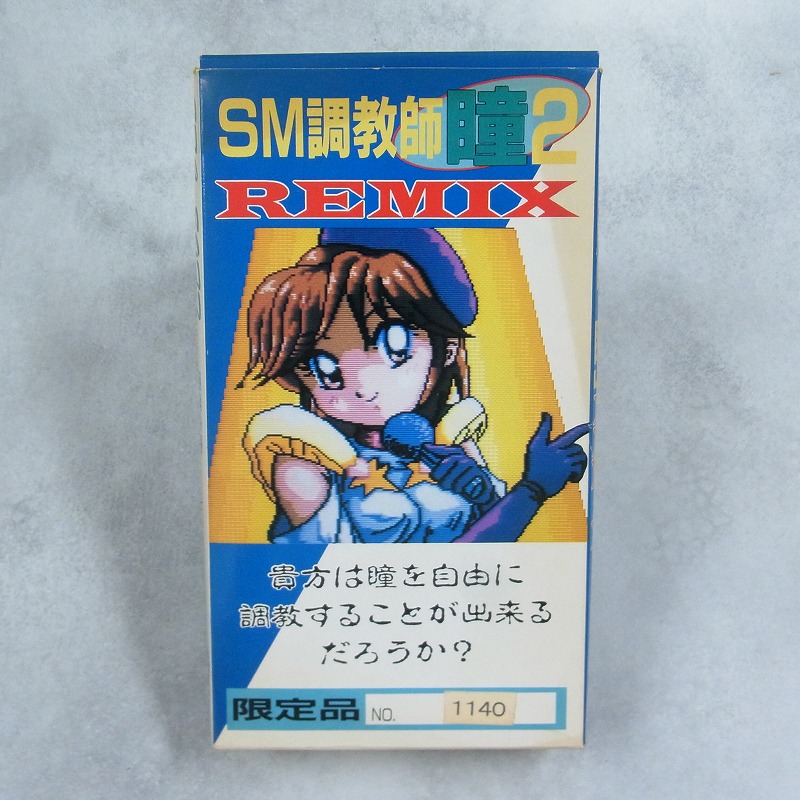 SM調教師瞳2
REMIX
貴方は瞳を自由に
調教することが出来る
だろうか?
限定品 NO. 1140